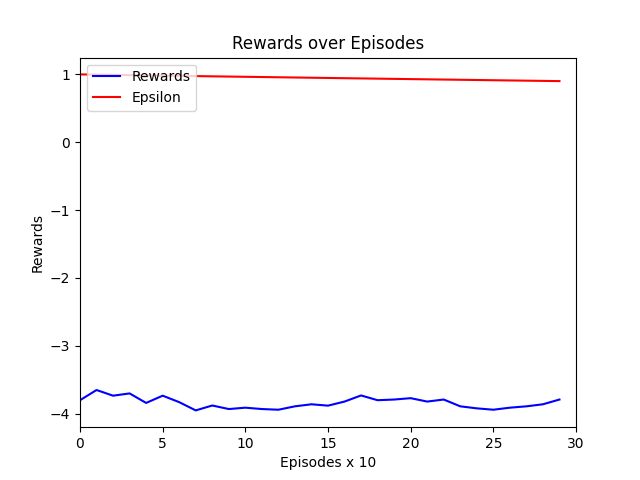 Rewards over Episodes
Rewards
Epsilon
1
0
−1
−2
−3
−4
Rewards
0 5 10 15 20 25 30
Episodes x 10